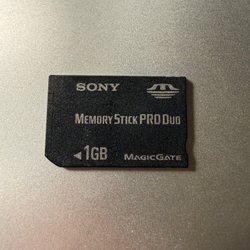 SONY
MEMORY STICK PRO DUO
1GB
MAGICGATE